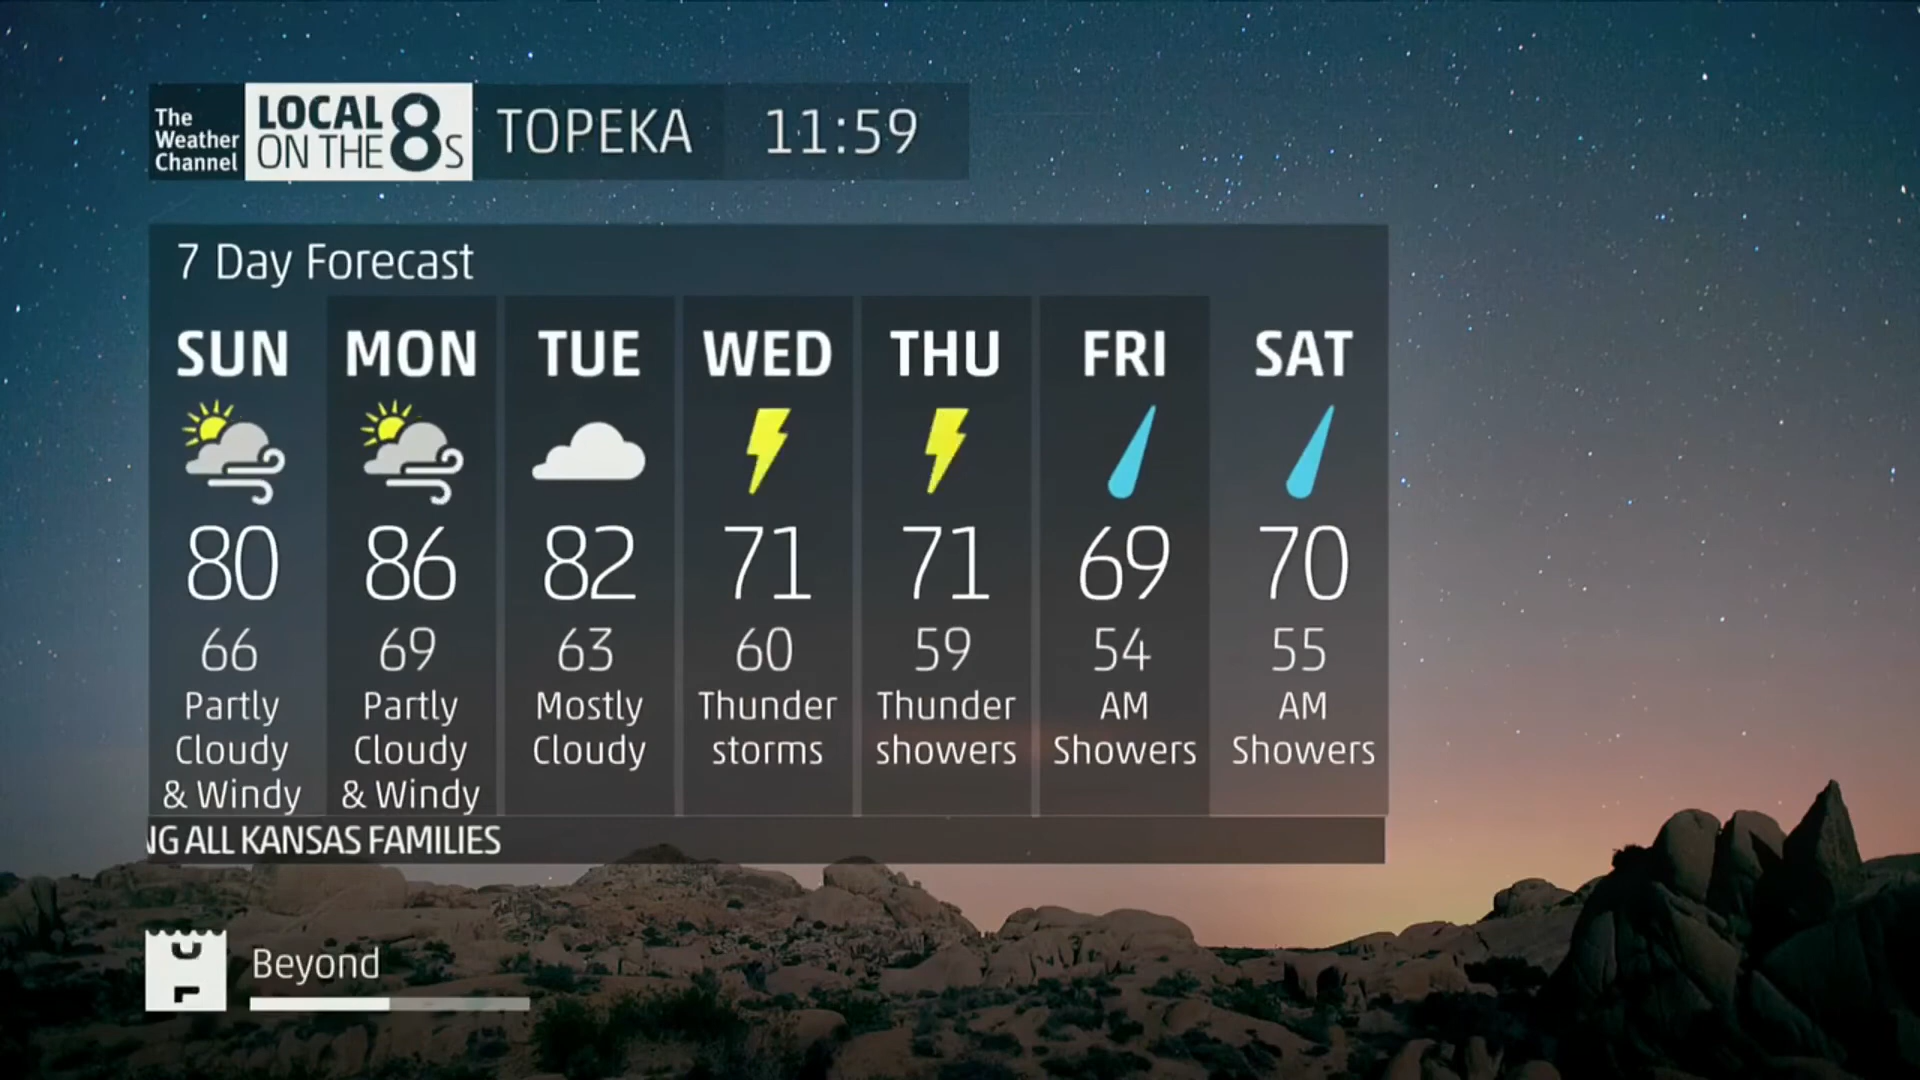 The
Weather
Channel
LOCAL
ON THE 8s
TOPEKA
11:59
7 Day Forecast
SUN MON TUE WED THU FRI SAT
80 86 82 71 71 69 70
66 69 63 60 59 54 55
Partly Partly Mostly Thunder Thunder AM AM
Cloudy Cloudy Cloudy storms showers Showers Showers
& Windy & Windy
ALL KANSAS FAMILIES
Beyond